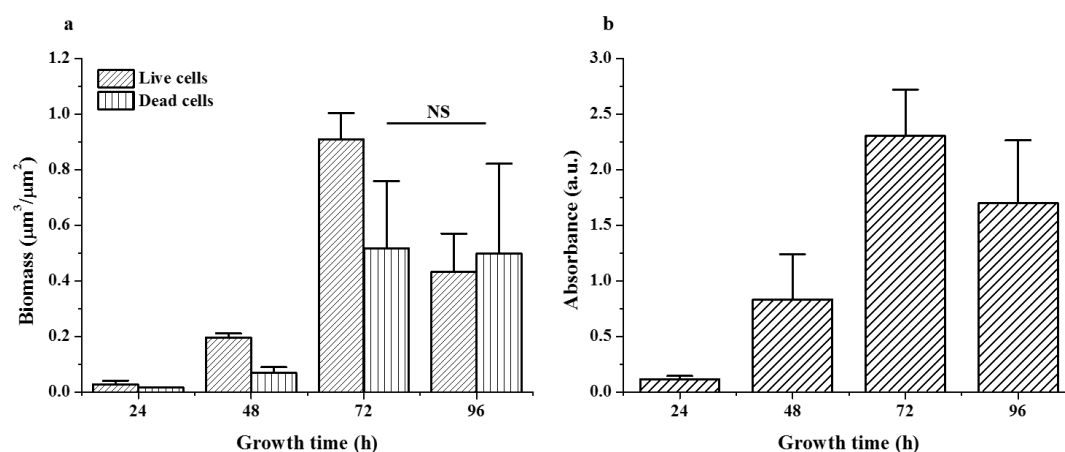 a
1.2
1.0
0.8
0.6
0.4
0.2
0.0
Biomass (μm³/μm²)
Live cells
Dead cells
NS
24 48 72 96
Growth time (h)
b
3.0
2.5
2.0
1.5
1.0
0.5
0.0
Absorbance (a.u.)
24 48 72 96
Growth time (h)